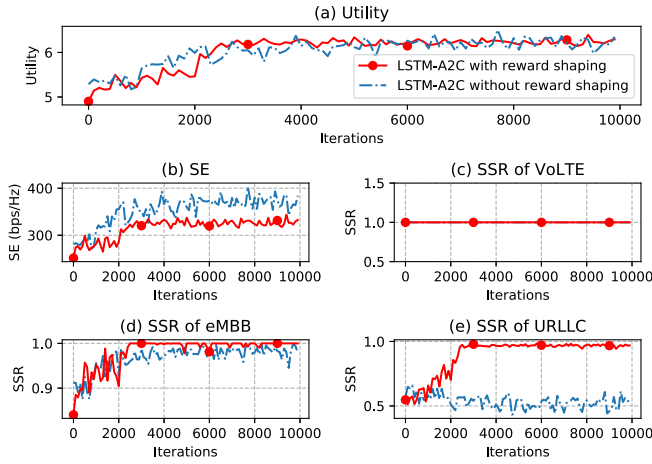 (a) Utility
Utility
6
5
LSTM-A2C with reward shaping
LSTM-A2C without reward shaping
0 2000 4000 6000 8000 10000
Iterations
(b) SE
SE (bps/Hz)
400
300
0 2000 4000 6000 8000 10000
Iterations
(c) SSR of VoLTE
SSR
1.5
1.0
0.5
0 2000 4000 6000 8000 10000
Iterations
(d) SSR of eMBB
SSR
1.0
0.9
0 2000 4000 6000 8000 10000
Iterations
(e) SSR of URLLC
SSR
1.0
0.5
0 2000 4000 6000 8000 10000
Iterations